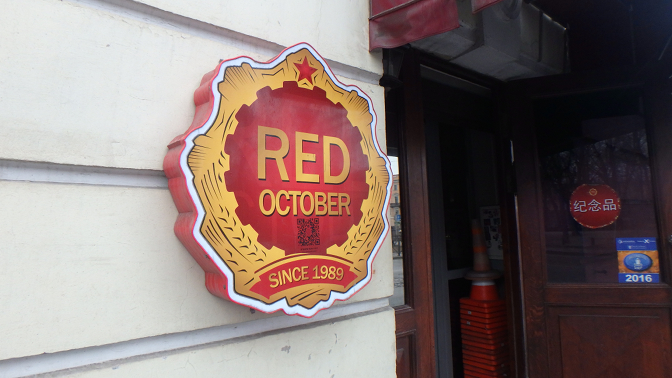 RED
OCTOBER
SINCE 1989
纪念品
2016